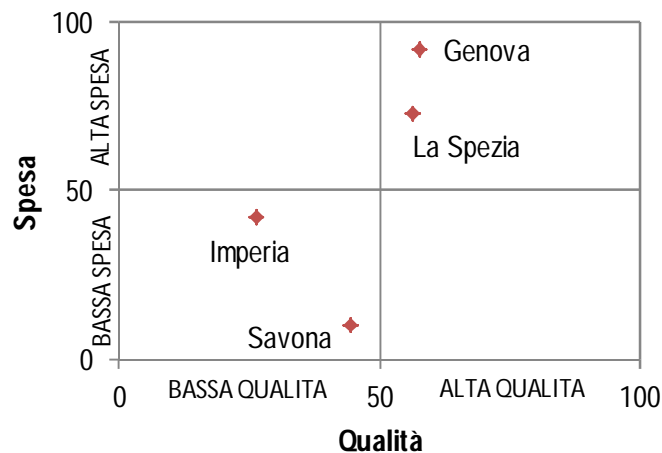 100
Genova
ALTA SPESA
La Spezia
Spesa
50
Imperia
BASSA SPESA
Savona
0
0
BASSA QUALITA
50
ALTA QUALITA
100
Qualità